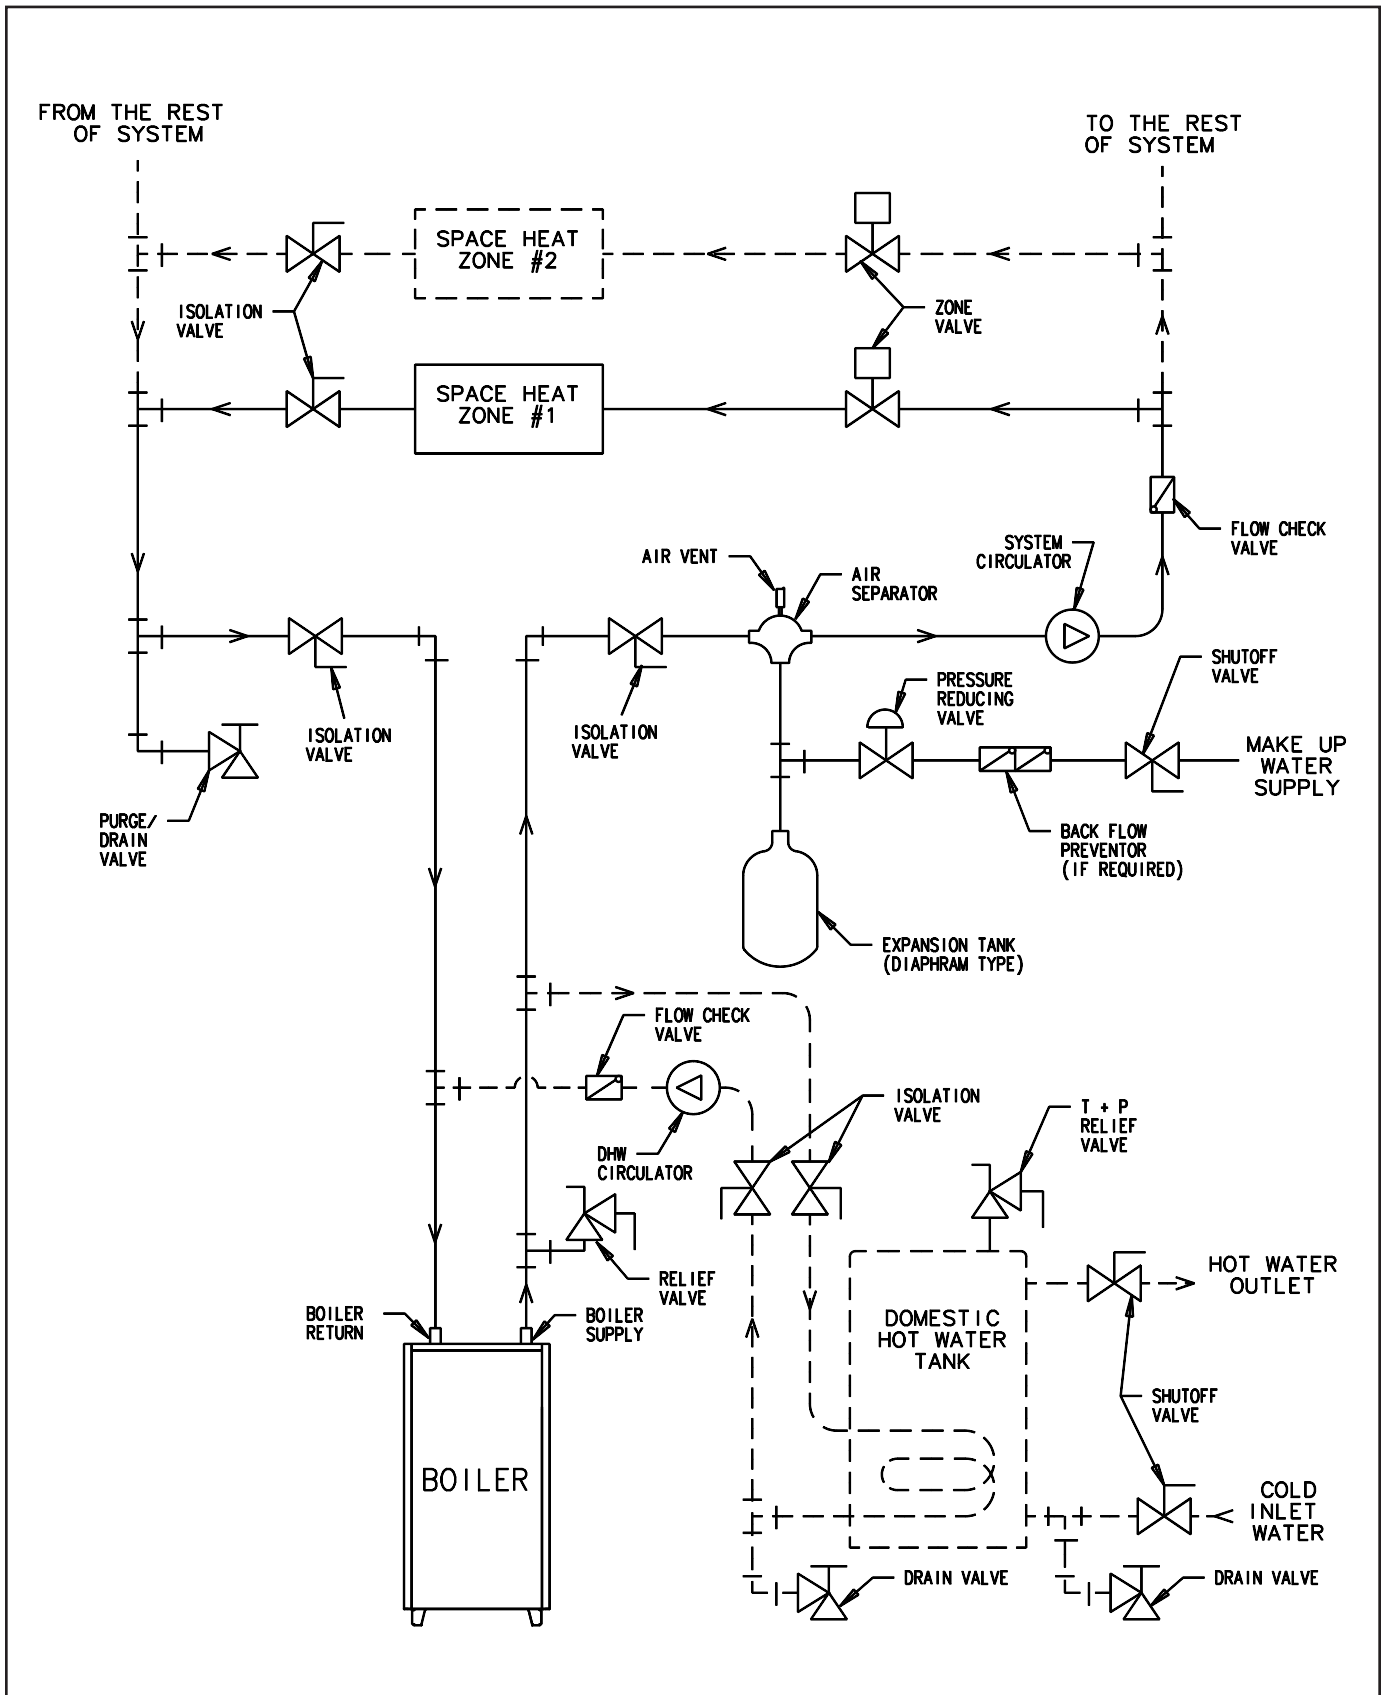 FROM THE REST
OF SYSTEM
TO THE REST
OF SYSTEM
SPACE HEAT
ZONE #2
ISOLATION
VALVE
ZONE
VALVE
SPACE HEAT
ZONE #1
FLOW CHECK
VALVE
SYSTEM
CIRCULATOR
AIR VENT
AIR
SEPARATOR
SHUTOFF
VALVE
PRESSURE
REDUCING
VALVE
ISOLATION
VALVE
ISOLATION
VALVE
MAKE UP
WATER
SUPPLY
PURGE/
DRAIN
VALVE
BACK FLOW
PREVENTOR
(IF REQUIRED)
EXPANSION TANK
(DIAPHRAM TYPE)
FLOW CHECK
VALVE
ISOLATION
VALVE
T + P
RELIEF
VALVE
DHW
CIRCULATOR
RELIEF
VALVE
HOT WATER
OUTLET
BOILER
RETURN
BOILER
SUPPLY
DOMESTIC
HOT WATER
TANK
SHUTOFF
VALVE
BOILER
COLD
INLET
WATER
DRAIN VALVE
DRAIN VALVE